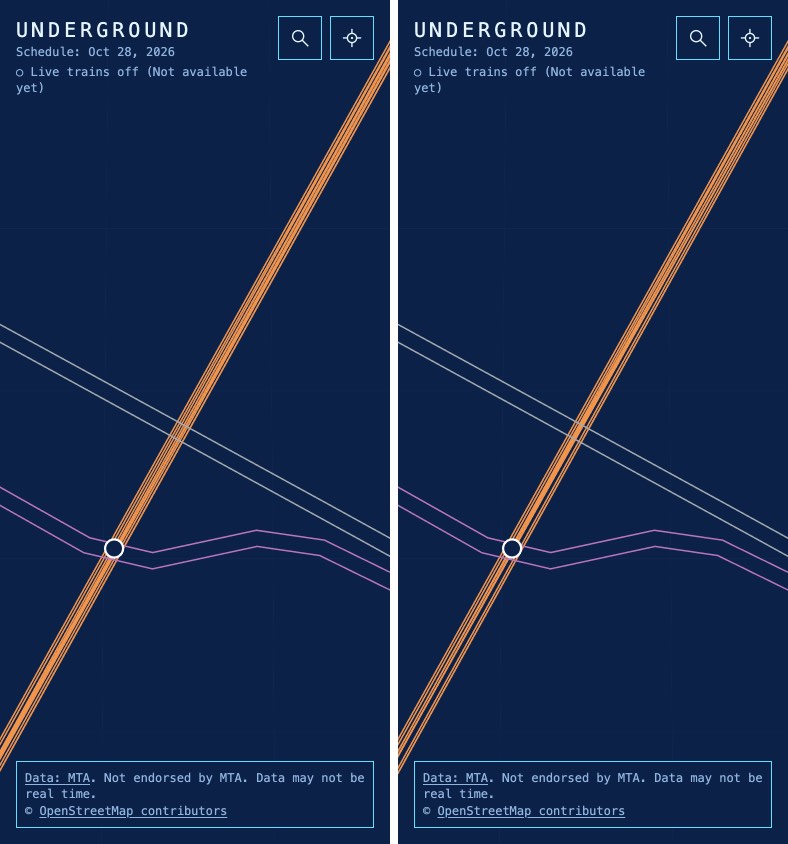 UNDERGROUND
Schedule: Oct 28, 2026
○ Live trains off (Not available
yet)
Data: MTA. Not endorsed by MTA. Data may not be
real time.
© OpenStreetMap contributors
UNDERGROUND
Schedule: Oct 28, 2026
○ Live trains off (Not available
yet)
Data: MTA. Not endorsed by MTA. Data may not be
real time.
© OpenStreetMap contributors